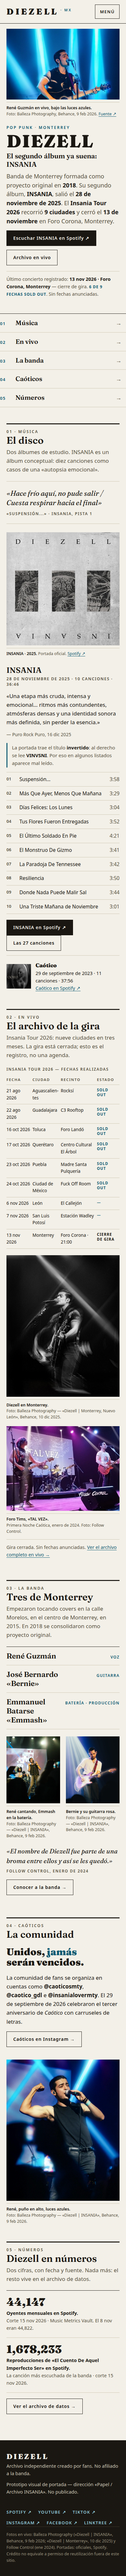 DIEZELL · MX
MENÚ
René Guzmán en vivo, bajo las luces azules.
Foto: Balleza Photography, Behance, 9 feb 2026. Fuente ↗
POP PUNK · MONTERREY
DIEZELL
El segundo álbum ya suena:
INSANIA
Banda de Monterrey formada como
proyecto original en 2018. Su segundo
álbum, INSANIA, salió el 28 de
noviembre de 2025. El Insania Tour
2026 recorrió 9 ciudades y cerró el 13 de
noviembre en Foro Corona, Monterrey.
Escuchar INSANIA en Spotify ↗
Archivo en vivo
Último concierto registrado: 13 nov 2026 · Foro
Corona, Monterrey — cierre de gira. 6 DE 9
FECHAS SOLD OUT. Sin fechas anunciadas.
01 Música →
02 En vivo →
03 La banda →
04 Caóticos →
05 Números →
01 · MÚSICA
El disco
Dos álbumes de estudio. INSANIA es un
álbum conceptual: diez canciones como
una «autopsia emocional».
«Hace frío aquí, no pude salir /
Cuesta respirar hacia el final»
«SUSPENSIÓN...» · INSANIA, PISTA 1
D I E Z E L L
V I N V S N I
INSANIA · 2025. Portada oficial. Spotify ↗
INSANIA
28 DE NOVIEMBRE DE 2025 · 10 CANCIONES ·
36:46
«Una etapa más cruda, intensa y
emocional... ritmos más contundentes,
atmósferas densas y una identidad sonora
más definida, sin perder la esencia.»
— Puro Rock Puro, 16 dic 2025
La portada trae el título invertido: al derecho
se lee VINVSNI. Por eso en algunos listados
aparece mal leído.
01 Suspensión... 3:58
02 Más Que Ayer, Menos Que Mañana 3:29
03 Días Felices: Los Lunes 3:04
04 Tus Flores Fueron Entregadas 3:52
05 El Último Soldado En Pie 4:21
06 El Monstruo De Gizmo 3:41
07 La Paradoja De Tennessee 3:42
08 Resilencia 3:50
09 Donde Nada Puede Malir Sal 3:44
10 Una Triste Mañana de Noviembre 3:01
INSANIA en Spotify ↗
Las 27 canciones
Caótico
29 de septiembre de 2023 · 11
canciones · 37:56
Caótico en Spotify ↗
02 · EN VIVO
El archivo de la gira
Insania Tour 2026: nueve ciudades en tres
meses. La gira está cerrada; esto es el
registro, no una agenda.
INSANIA TOUR 2026 — FECHAS REALIZADAS
FECHA CIUDAD RECINTO ESTADO
21 ago 2026 Aguascalientes Los Rocksi SOLD OUT
22 ago 2026 Guadalajara C3 Rooftop SOLD OUT
16 oct 2026 Toluca Foro Landó SOLD OUT
17 oct 2026 Querétaro Centro Cultural El Árbol SOLD OUT
23 oct 2026 Puebla Madre Santa Pulquería SOLD OUT
24 oct 2026 Ciudad de México Fuck Off Room SOLD OUT
6 nov 2026 León El Callejón —
7 nov 2026 San Luis Potosí Estación Wadley —
13 nov 2026 Monterrey Foro Corona · 21:00 CIERRE DE GIRA
Diezell en Monterrey.
Foto: Balleza Photography — «Diezell | Monterrey, Nuevo
León», Behance, 10 dic 2025.
Foro Tims, «TAL VEZ».
Primera Noche Caótica, enero de 2024. Foto: Follow
Control.
Gira cerrada. Sin fechas anunciadas. Ver el archivo
completo en vivo →
03 · LA BANDA
Tres de Monterrey
Empezaron tocando covers en la calle
Morelos, en el centro de Monterrey, en
2015. En 2018 se consolidaron como
proyecto original.
René Guzmán VOZ
José Bernardo «Bernie» GUITARRA
Emmanuel Batarse «Emmash» BATERÍA · PRODUCCIÓN
René cantando, Emmash
en la batería.
Foto: Balleza Photography
— «Diezell | INSANIA»,
Behance, 9 feb 2026.
Bernie y su guitarra rosa.
Foto: Balleza Photography
— «Diezell | INSANIA»,
Behance, 9 feb 2026.
«El nombre de Diezell fue parte de una
broma entre ellos y así se les quedó.»
FOLLOW CONTROL, ENERO DE 2024
Conocer a la banda →
04 · CAÓTICOS
La comunidad
Unidos, jamás
serán vencidos.
La comunidad de fans se organiza en
cuentas como @caoticosmty,
@caotico_gdl e @insanialovermty. El 29
de septiembre de 2026 celebraron el tercer
aniversario de Caótico con carruseles de
letras.
Caóticos en Instagram →
René, puño en alto, luces azules.
Foto: Balleza Photography — «Diezell | INSANIA», Behance,
9 feb 2026.
05 · NÚMEROS
Diezell en números
Dos cifras, con fecha y fuente. Nada más: el
resto vive en el archivo de datos.
44,147
Oyentes mensuales en Spotify.
Corte 15 nov 2026 · Music Metrics Vault. El 8 nov
eran 44,822.
1,678,233
Reproducciones de «El Cuento De Aquel
Imperfecto Ser» en Spotify.
La canción más escuchada de la banda · corte 15
nov 2026.
Ver el archivo de datos →
DIEZELL
Archivo independiente creado por fans. No afiliado
a la banda.
Prototipo visual de portada — dirección «Papel /
Archivo INSANIA». No publicado.
SPOTIFY ↗ YOUTUBE ↗ TIKTOK ↗
INSTAGRAM ↗ FACEBOOK ↗ LINKTREE ↗